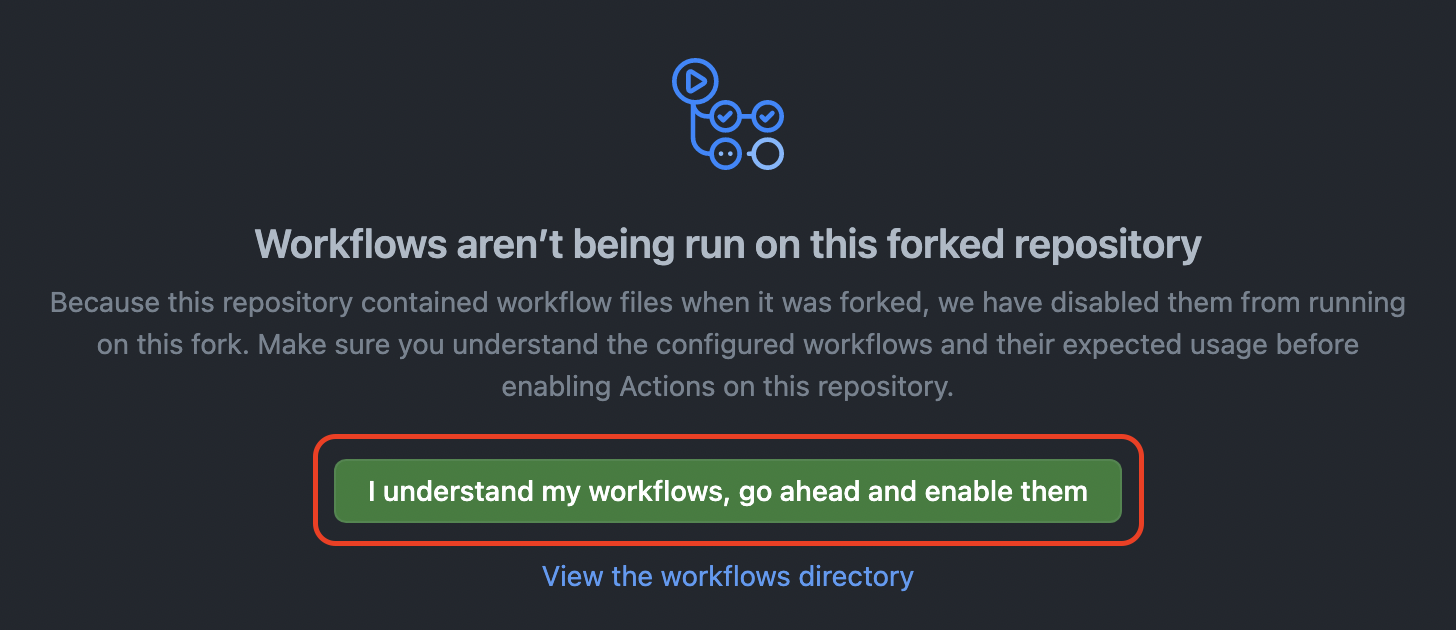 Workflows aren’t being run on this forked repository
Because this repository contained workflow files when it was forked, we have disabled them from running
on this fork. Make sure you understand the configured workflows and their expected usage before
enabling Actions on this repository.
I understand my workflows, go ahead and enable them
View the workflows directory